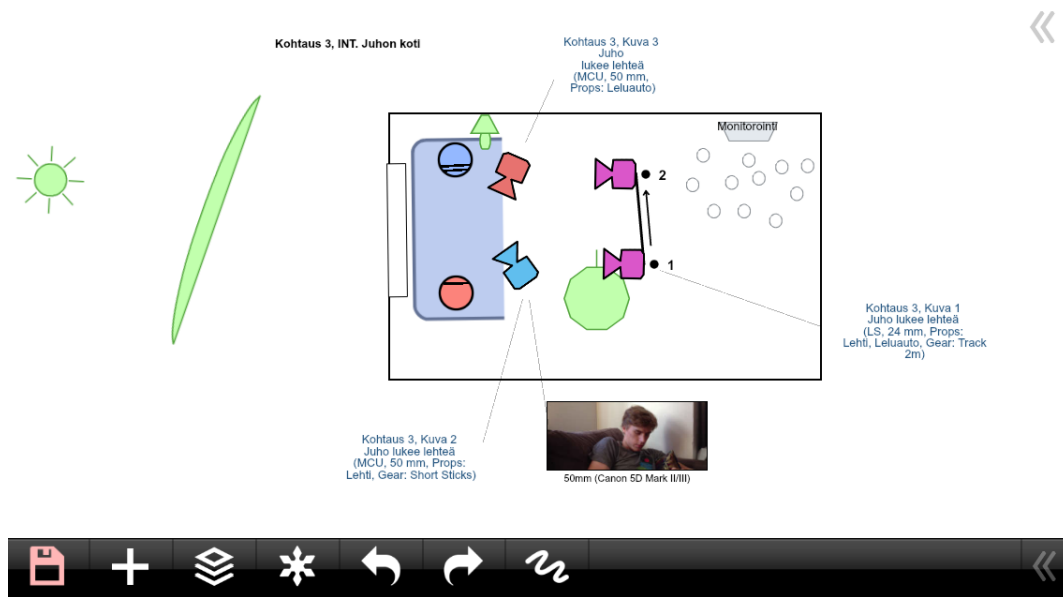 Kohtaus 3, INT. Juhon koti
Kohtaus 3, Kuva 3
Juho
lukee lehteä
(MCU, 50 mm,
Props: Leluauto)
Monitorointi
2
1
Kohtaus 3, Kuva 1
Juho lukee lehteä
(LS, 24 mm, Props:
Lehti, Leluauto, Gear: Track
2m)
Kohtaus 3, Kuva 2
Juho lukee lehteä
(MCU, 50 mm, Props:
Lehti, Gear: Short Sticks)
50mm (Canon 5D Mark II/III)